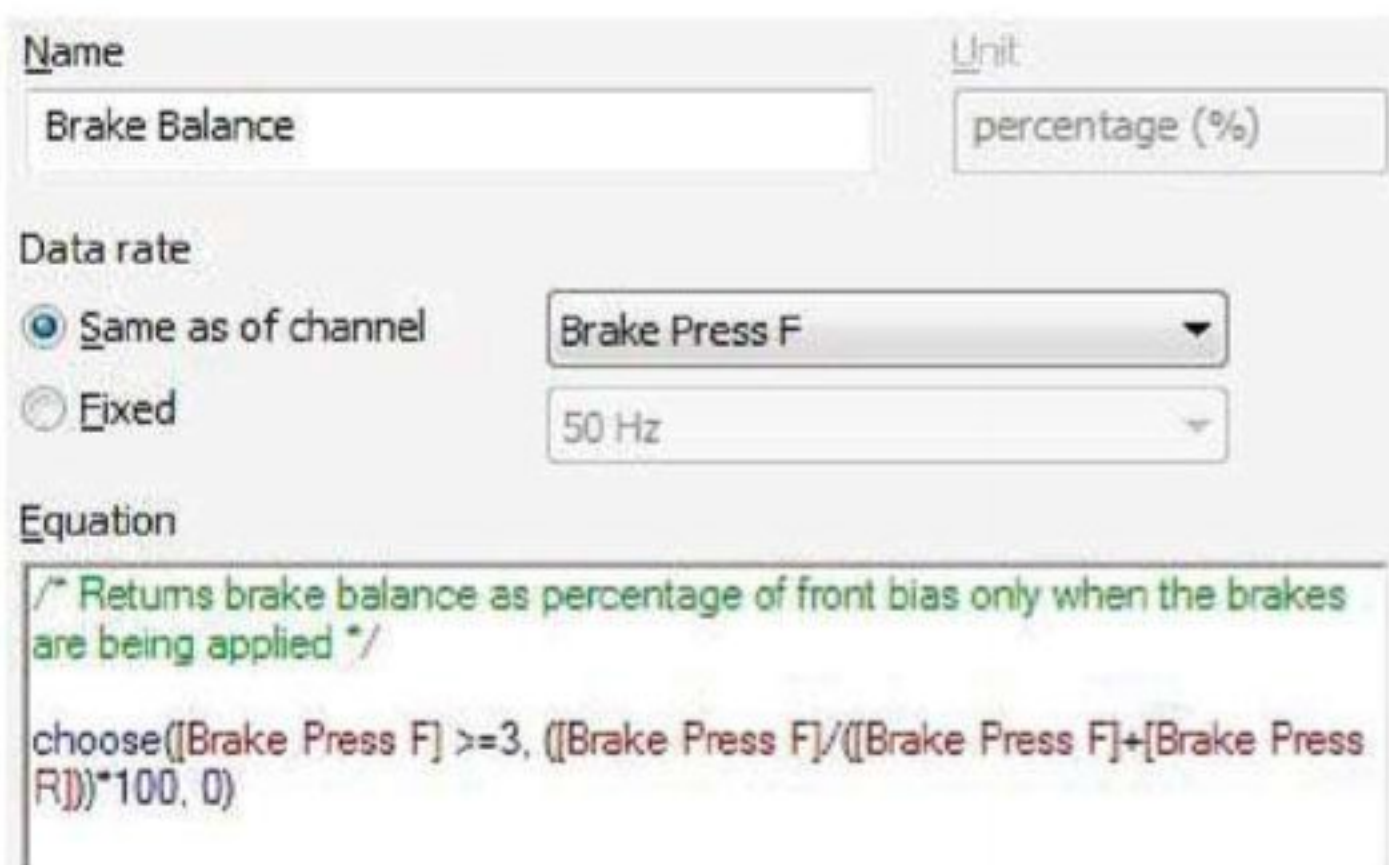 Name
Unit
Brake Balance
percentage (%)
Data rate
Same as of channel
Brake Press F
Fixed
50 Hz
Equation
/* Returns brake balance as percentage of front bias only when the brakes
are being applied */
choose([Brake Press F] >=3, ([Brake Press F]/([Brake Press F]+[Brake Press
R]))*100, 0)